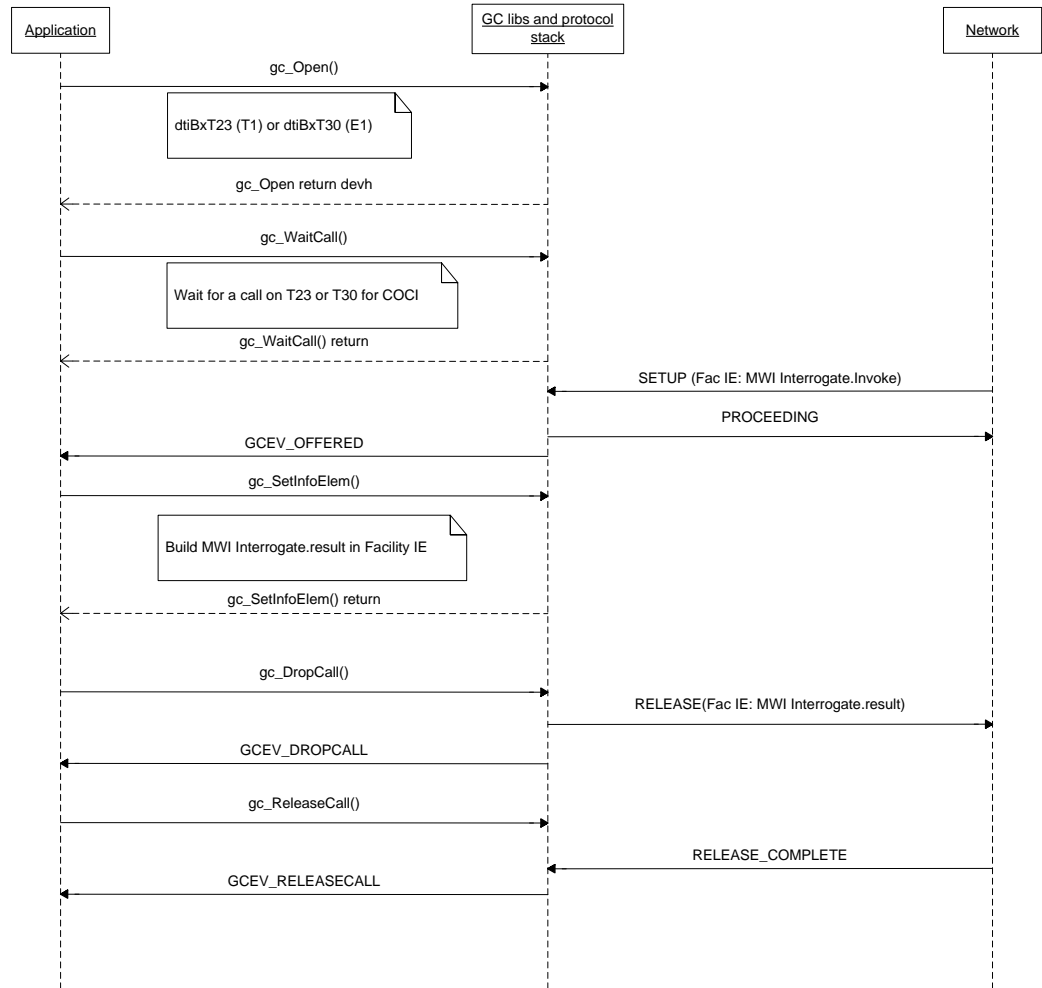 Application
GC libs and protocol
stack
Network
gc_Open()
dtiBxT23 (T1) or dtiBxT30 (E1)
gc_Open return devh
gc_WaitCall()
Wait for a call on T23 or T30 for COCI
gc_WaitCall() return
SETUP (Fac IE: MWI Interrogate.Invoke)
PROCEEDING
GCEV_OFFERED
gc_SetInfoElem()
Build MWI Interrogate.result in Facility IE
gc_SetInfoElem() return
gc_DropCall()
RELEASE(Fac IE: MWI Interrogate.result)
GCEV_DROPCALL
gc_ReleaseCall()
RELEASE_COMPLETE
GCEV_RELEASECALL